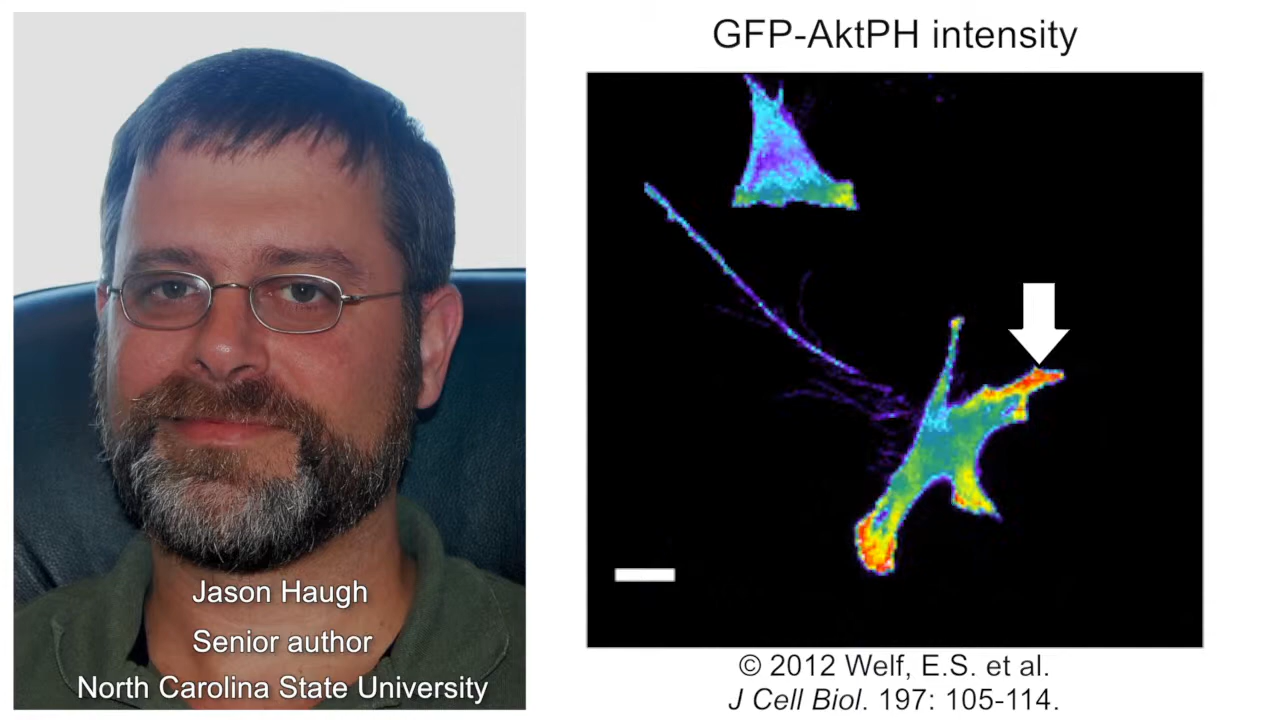 Jason Haugh
Senior author
North Carolina State University
GFP-AktPH intensity
© 2012 Welf, E.S. et al.
J Cell Biol. 197: 105-114.